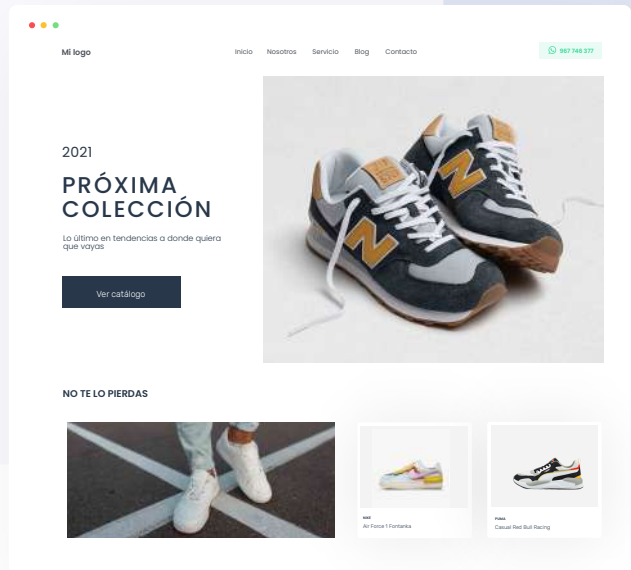 Mi logo
Inicio Nosotros Servicio Blog Contacto
987 748 377
2021
PRÓXIMA
COLECCIÓN
Lo último en tendencias a donde quiera
que vayas
Ver catálogo
N
N
NO TE LO PIERDAS
NIKE
Air Force 1 Fontanka
PUMA
Casual Red Bull Racing